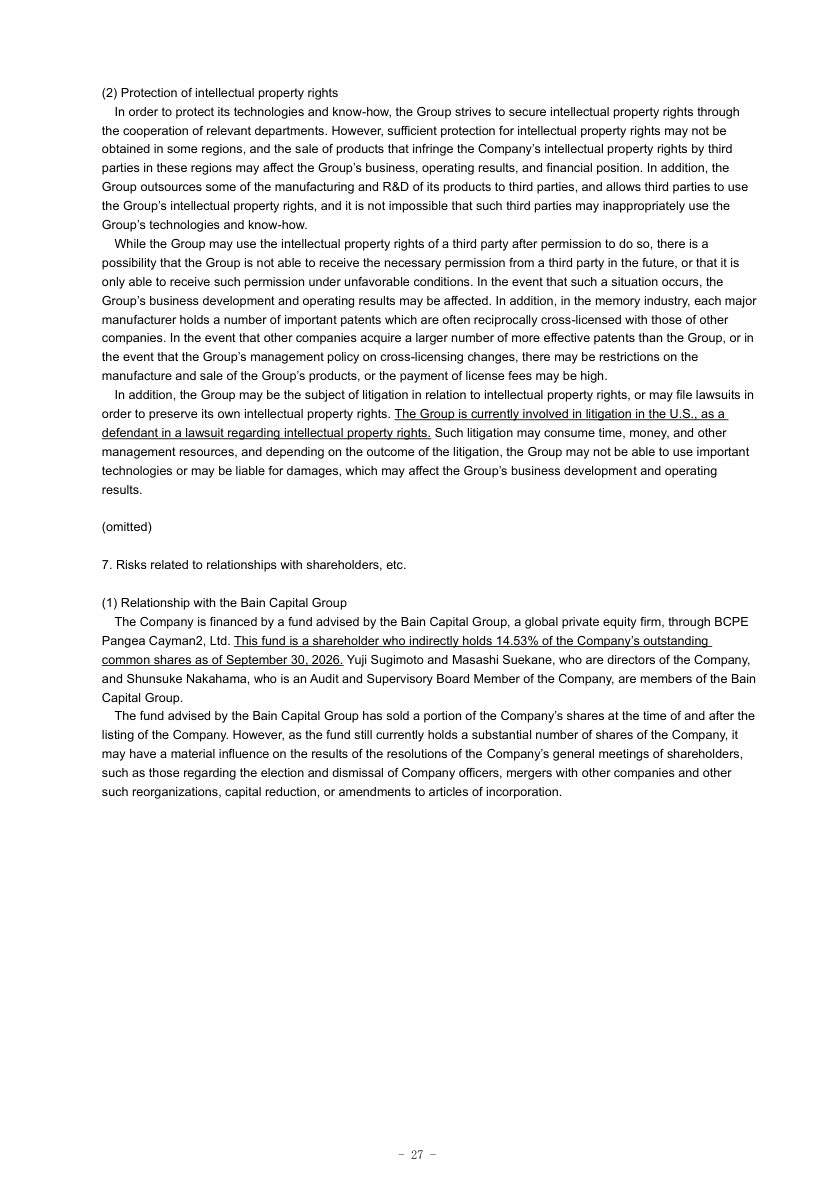 (2) Protection of intellectual property rights
In order to protect its technologies and know-how, the Group strives to secure intellectual property rights through
the cooperation of relevant departments. However, sufficient protection for intellectual property rights may not be
obtained in some regions, and the sale of products that infringe the Company’s intellectual property rights by third
parties in these regions may affect the Group’s business, operating results, and financial position. In addition, the
Group outsources some of the manufacturing and R&D of its products to third parties, and allows third parties to use
the Group’s intellectual property rights, and it is not impossible that such third parties may inappropriately use the
Group’s technologies and know-how.
While the Group may use the intellectual property rights of a third party after permission to do so, there is a
possibility that the Group is not able to receive the necessary permission from a third party in the future, or that it is
only able to receive such permission under unfavorable conditions. In the event that such a situation occurs, the
Group’s business development and operating results may be affected. In addition, in the memory industry, each major
manufacturer holds a number of important patents which are often reciprocally cross-licensed with those of other
companies. In the event that other companies acquire a larger number of more effective patents than the Group, or in
the event that the Group’s management policy on cross-licensing changes, there may be restrictions on the
manufacture and sale of the Group’s products, or the payment of license fees may be high.
In addition, the Group may be the subject of litigation in relation to intellectual property rights, or may file lawsuits in
order to preserve its own intellectual property rights. The Group is currently involved in litigation in the U.S., as a
defendant in a lawsuit regarding intellectual property rights. Such litigation may consume time, money, and other
management resources, and depending on the outcome of the litigation, the Group may not be able to use important
technologies or may be liable for damages, which may affect the Group’s business development and operating
results.
(omitted)
7. Risks related to relationships with shareholders, etc.
(1) Relationship with the Bain Capital Group
The Company is financed by a fund advised by the Bain Capital Group, a global private equity firm, through BCPE
Pangea Cayman2, Ltd. This fund is a shareholder who indirectly holds 14.53% of the Company’s outstanding
common shares as of September 30, 2026. Yuji Sugimoto and Masashi Suekane, who are directors of the Company,
and Shunsuke Nakahama, who is an Audit and Supervisory Board Member of the Company, are members of the Bain
Capital Group.
The fund advised by the Bain Capital Group has sold a portion of the Company’s shares at the time of and after the
listing of the Company. However, as the fund still currently holds a substantial number of shares of the Company, it
may have a material influence on the results of the resolutions of the Company’s general meetings of shareholders,
such as those regarding the election and dismissal of Company officers, mergers with other companies and other
such reorganizations, capital reduction, or amendments to articles of incorporation.
－ 27 －